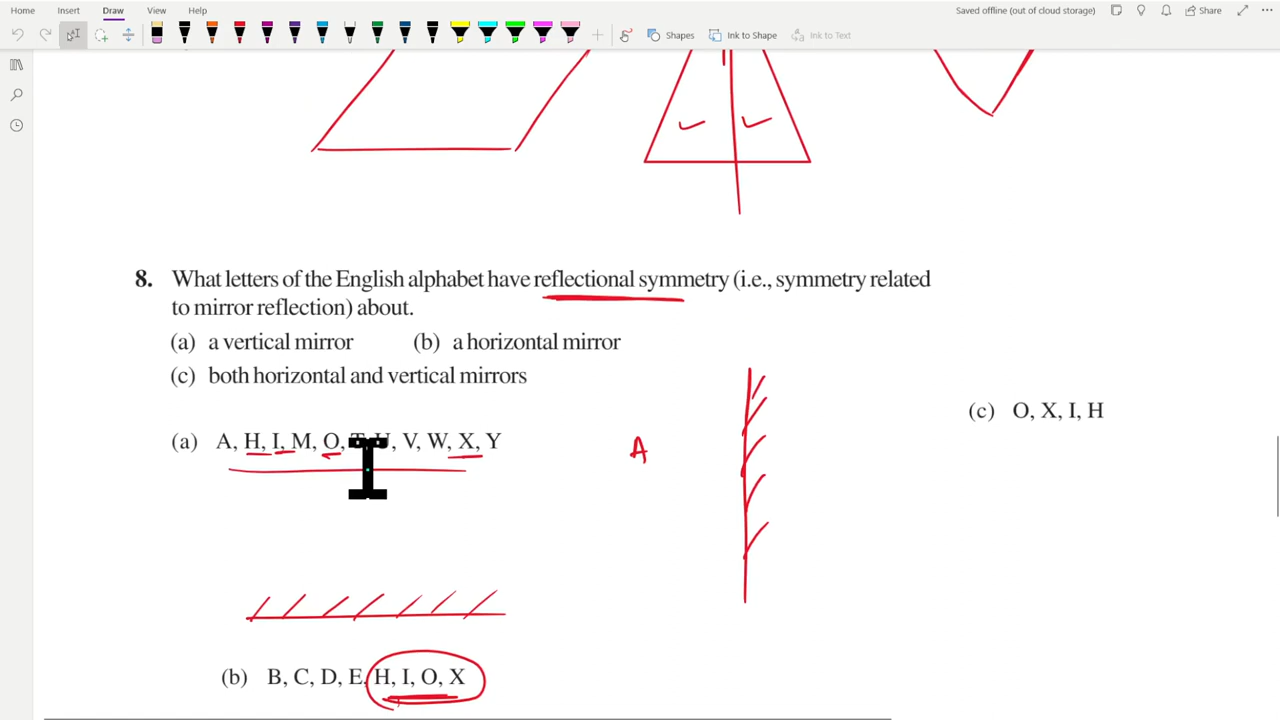 Home Insert Draw View Help Saved offline (out of cloud storage) Share
Shapes Ink to Shape Ink to Text
8. What letters of the English alphabet have reflectional symmetry (i.e., symmetry related
to mirror reflection) about.
(a) a vertical mirror (b) a horizontal mirror
(c) both horizontal and vertical mirrors
(c) O, X, I, H
(a) A, H, I, M, O, T, U, V, W, X, Y
A
(b) B, C, D, E, H, I, O, X